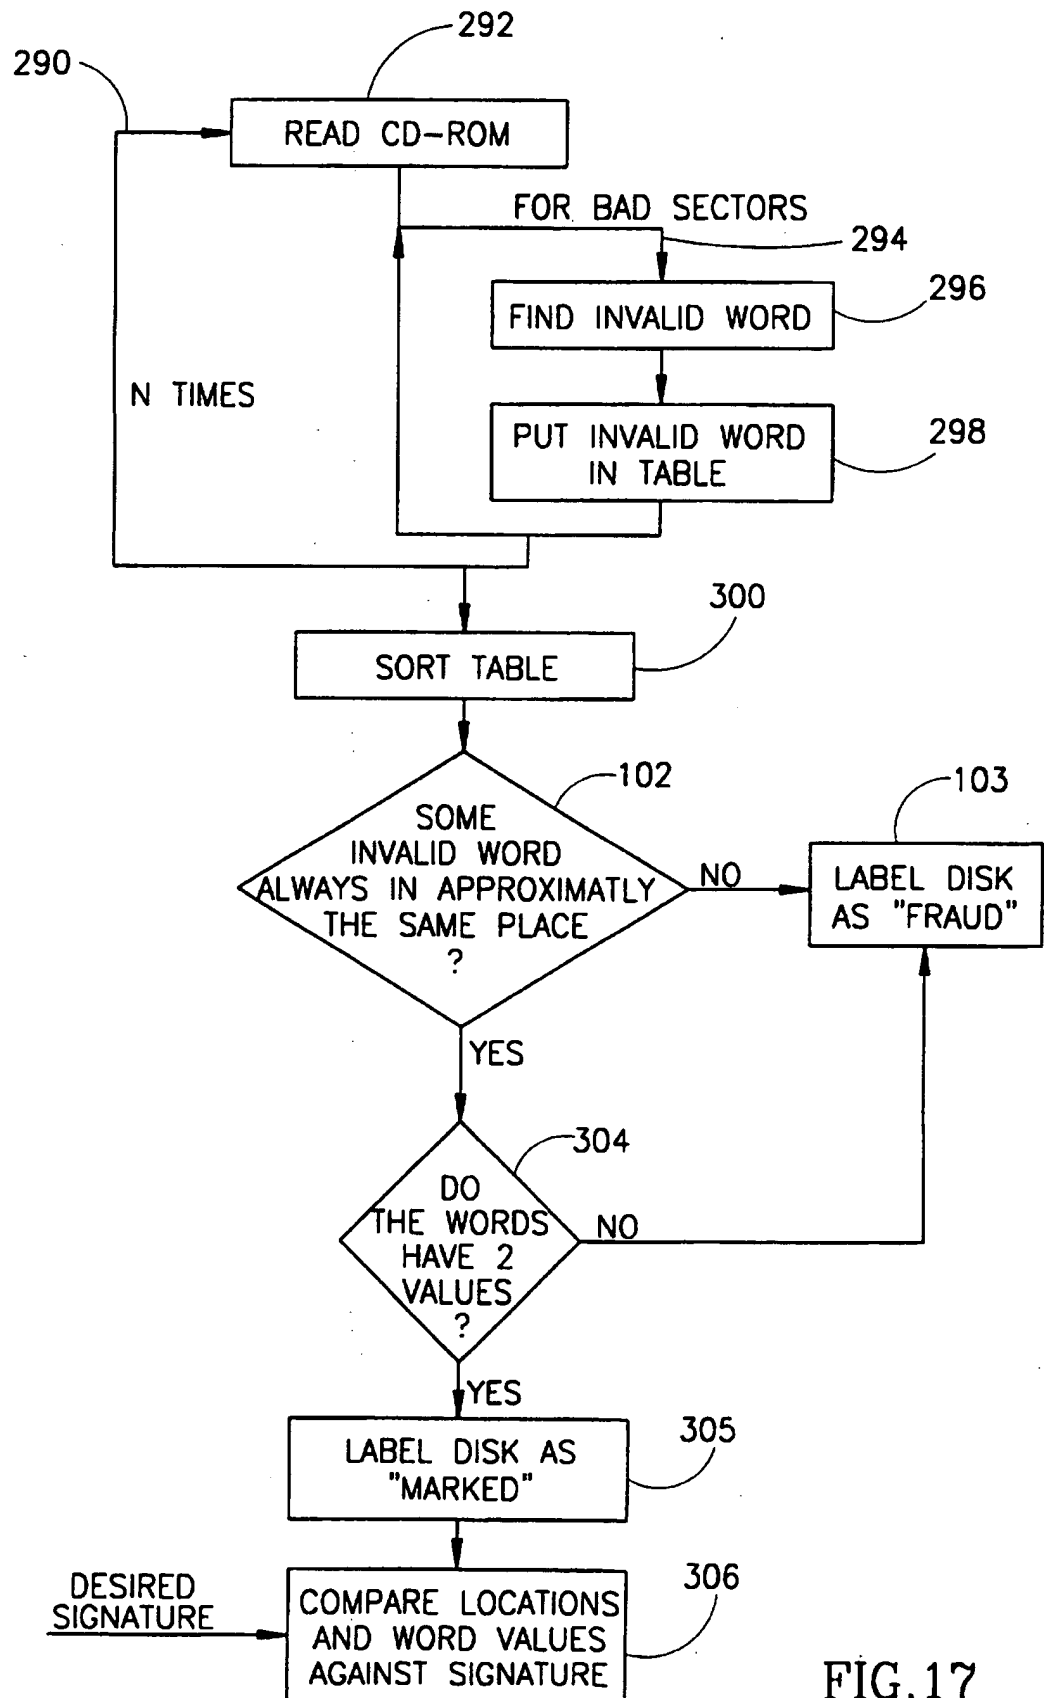 292
290
READ CD-ROM
FOR BAD SECTORS
294
296
FIND INVALID WORD
N TIMES
298
PUT INVALID WORD
IN TABLE
300
SORT TABLE
102
103
SOME
INVALID WORD
ALWAYS IN APPROXIMATLY
THE SAME PLACE
?
NO
LABEL DISK
AS "FRAUD"
YES
304
DO
THE WORDS
HAVE 2
VALUES
?
NO
YES
305
LABEL DISK AS
"MARKED"
306
DESIRED
SIGNATURE
COMPARE LOCATIONS
AND WORD VALUES
AGAINST SIGNATURE
FIG.17